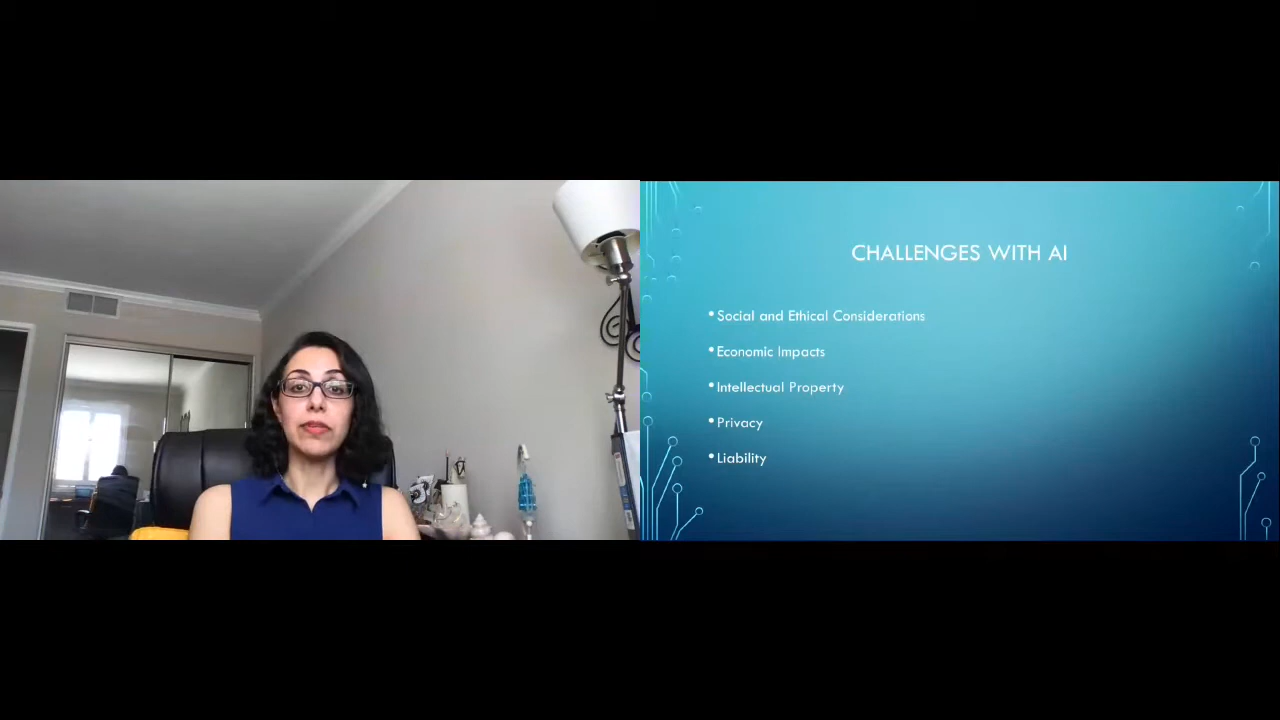 CHALLENGES WITH AI
•Social and Ethical Considerations
•Economic Impacts
•Intellectual Property
•Privacy
•Liability